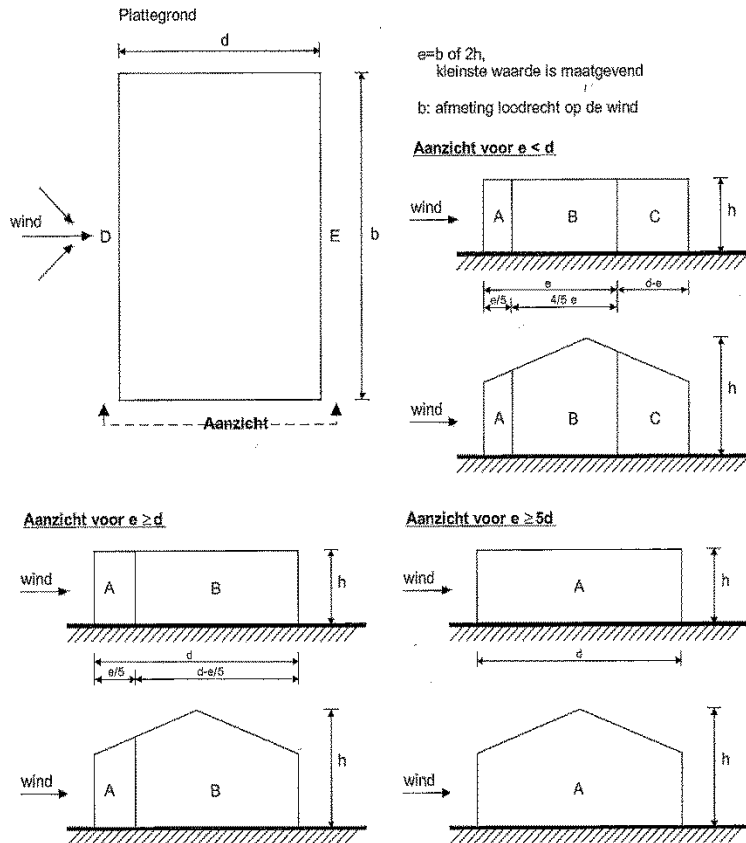 Plattegrond
d
wind
D
E
b
Aanzicht
e=b of 2h,
kleinste waarde is maatgevend
b: afmeting loodrecht op de wind
Aanzicht voor e < d
wind
A
B
C
h
e
d-e
e/5
4/5 e
wind
A
B
C
h
Aanzicht voor e ≥ d
wind
A
B
h
d
e/5
d-e/5
wind
A
B
h
Aanzicht voor e ≥ 5d
wind
A
h
d
wind
A
h